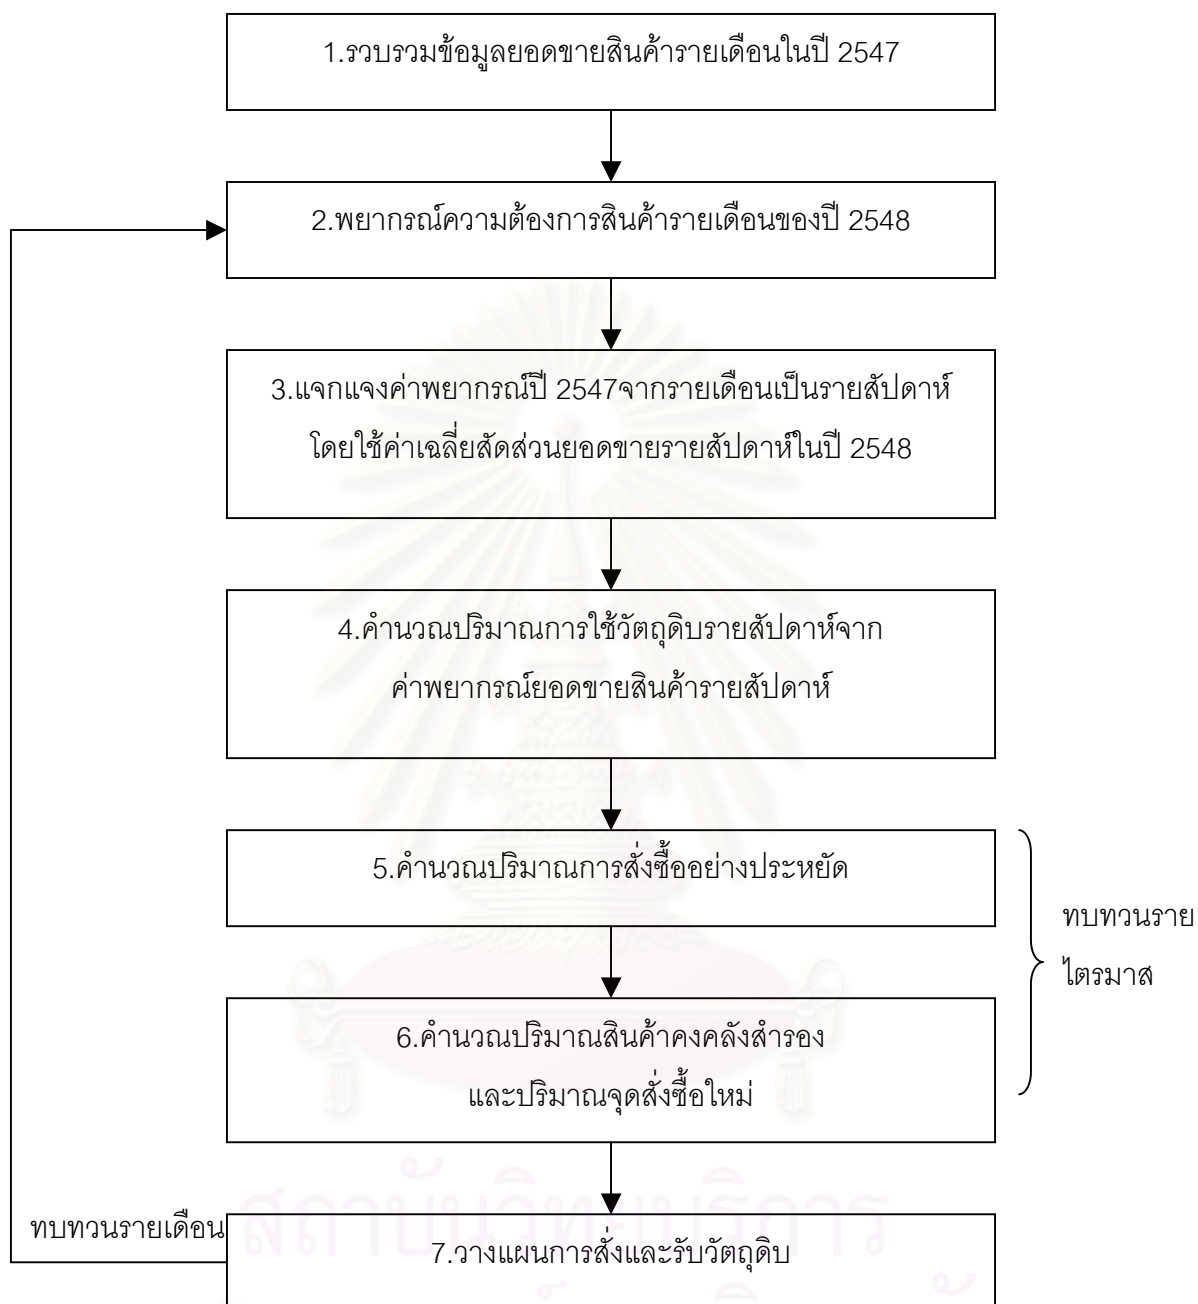 1.รวบรวมข้อมูลยอดขายสินค้ารายเดือนในปี 2547
2.พยากรณ์ความต้องการสินค้ารายเดือนของปี 2548
3.แจกแจงค่าพยากรณ์ปี 2547จากรายเดือนเป็นรายสัปดาห์
โดยใช้ค่าเฉลี่ยสัดส่วนยอดขายรายสัปดาห์ในปี 2548
4.คำนวณปริมาณการใช้วัตถุดิบรายสัปดาห์จาก
ค่าพยากรณ์ยอดขายสินค้ารายสัปดาห์
5.คำนวณปริมาณการสั่งซื้ออย่างประหยัด
ทบทวนราย
ไตรมาส
6.คำนวณปริมาณสินค้าคงคลังสำรอง
และปริมาณจุดสั่งซื้อใหม่
ทบทวนรายเดือน
7.วางแผนการสั่งและรับวัตถุดิบ
สถาบันวิทยบริการ